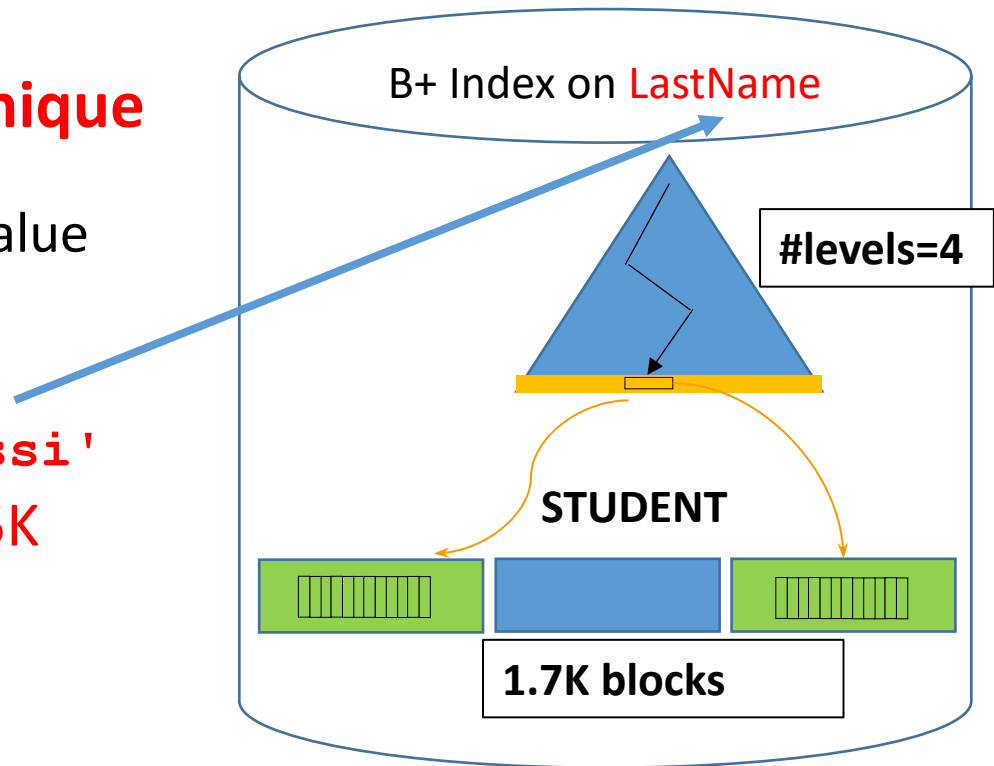 B+ Index on LastName
nique
alue
#levels=4
ssi'
STUDENT
1.7K blocks